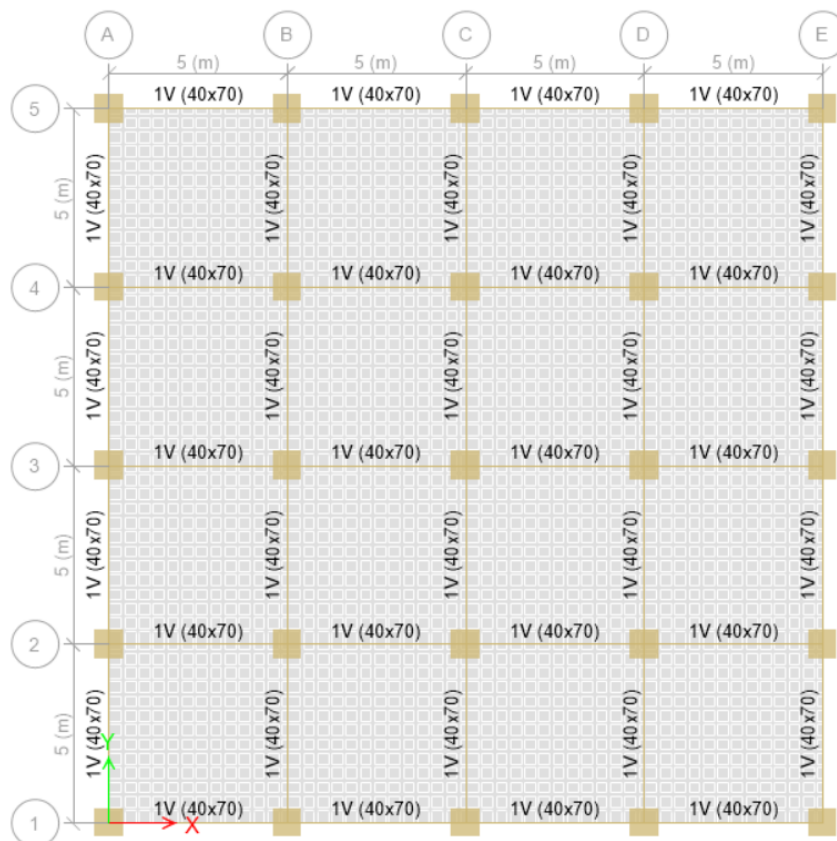 A B C D E
5 (m) 5 (m) 5 (m) 5 (m)
5 1V (40x70) 1V (40x70) 1V (40x70) 1V (40x70)
5 (m) 1V (40x70) 1V (40x70) 1V (40x70) 1V (40x70) 1V (40x70)
4 1V (40x70) 1V (40x70) 1V (40x70) 1V (40x70)
5 (m) 1V (40x70) 1V (40x70) 1V (40x70) 1V (40x70) 1V (40x70)
3 1V (40x70) 1V (40x70) 1V (40x70) 1V (40x70)
5 (m) 1V (40x70) 1V (40x70) 1V (40x70) 1V (40x70) 1V (40x70)
2 1V (40x70) 1V (40x70) 1V (40x70) 1V (40x70)
5 (m) 1V (40x70) 1V (40x70) 1V (40x70) 1V (40x70) 1V (40x70)
Y
1 1V (40x70) 1V (40x70) 1V (40x70) 1V (40x70)
X